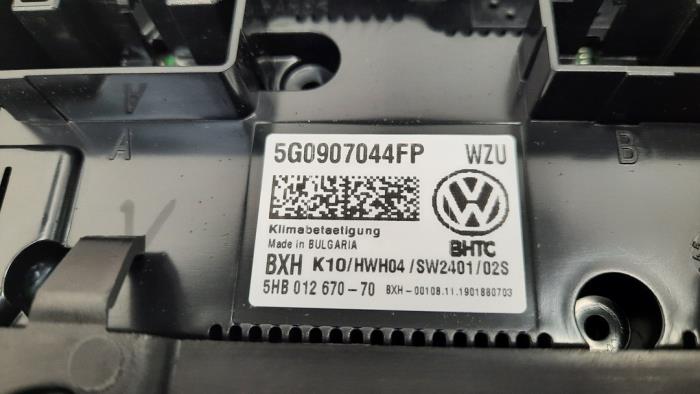 A
A
B
5G0907044FP WZU
Klimabetaetigung
Made in BULGARIA
BHTC
BXH K10/HWH04/SW2401/02S
5HB 012 670-70 BXH-00108.11.1901880703